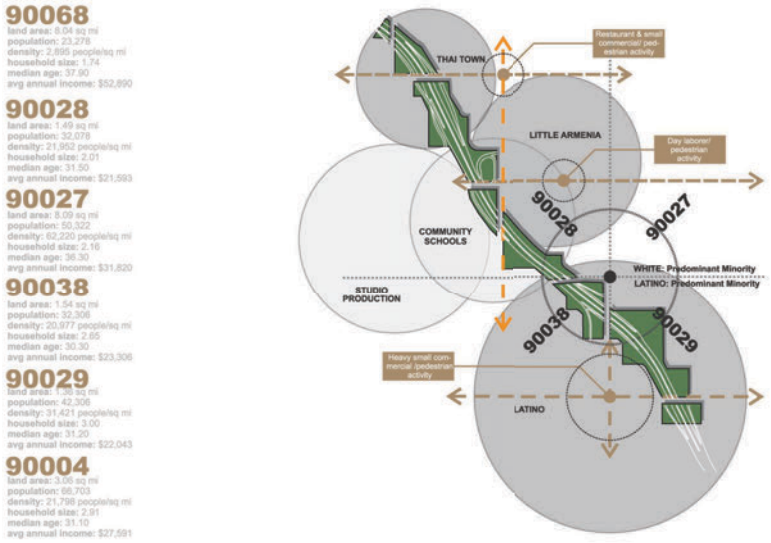 90068
land area: 8.04 sq mi
population: 23,278
density: 2,895 people/sq mi
household size: 1.74
median age: 37.90
avg annual income: $52,890
90028
land area: 1.49 sq mi
population: 32,078
density: 21,952 people/sq mi
household size: 2.01
median age: 31.50
avg annual income: $21,593
90027
land area: 8.09 sq mi
population: 50,322
density: 62,220 people/sq mi
household size: 2.16
median age: 36.30
avg annual income: $31,820
90038
land area: 1.54 sq mi
population: 32,306
density: 20,977 people/sq mi
household size: 2.65
median age: 30.30
avg annual income: $23,306
90029
land area: 1.36 sq mi
population: 42,306
density: 31,421 people/sq mi
household size: 3.00
median age: 31.20
avg annual income: $22,043
90004
land area: 3.06 sq mi
population: 66,703
density: 21,798 people/sq mi
household size: 2.91
median age: 31.10
avg annual income: $27,591
Restaurant & small
commercial/ ped-
estrian activity
THAI TOWN
LITTLE ARMENIA
Day laborer/
pedestrian
activity
90028
90027
COMMUNITY
SCHOOLS
WHITE: Predominant Minority
LATINO: Predominant Minority
STUDIO
PRODUCTION
90038
90029
Heavy small com-
mercial /pedestrian
activity
LATINO